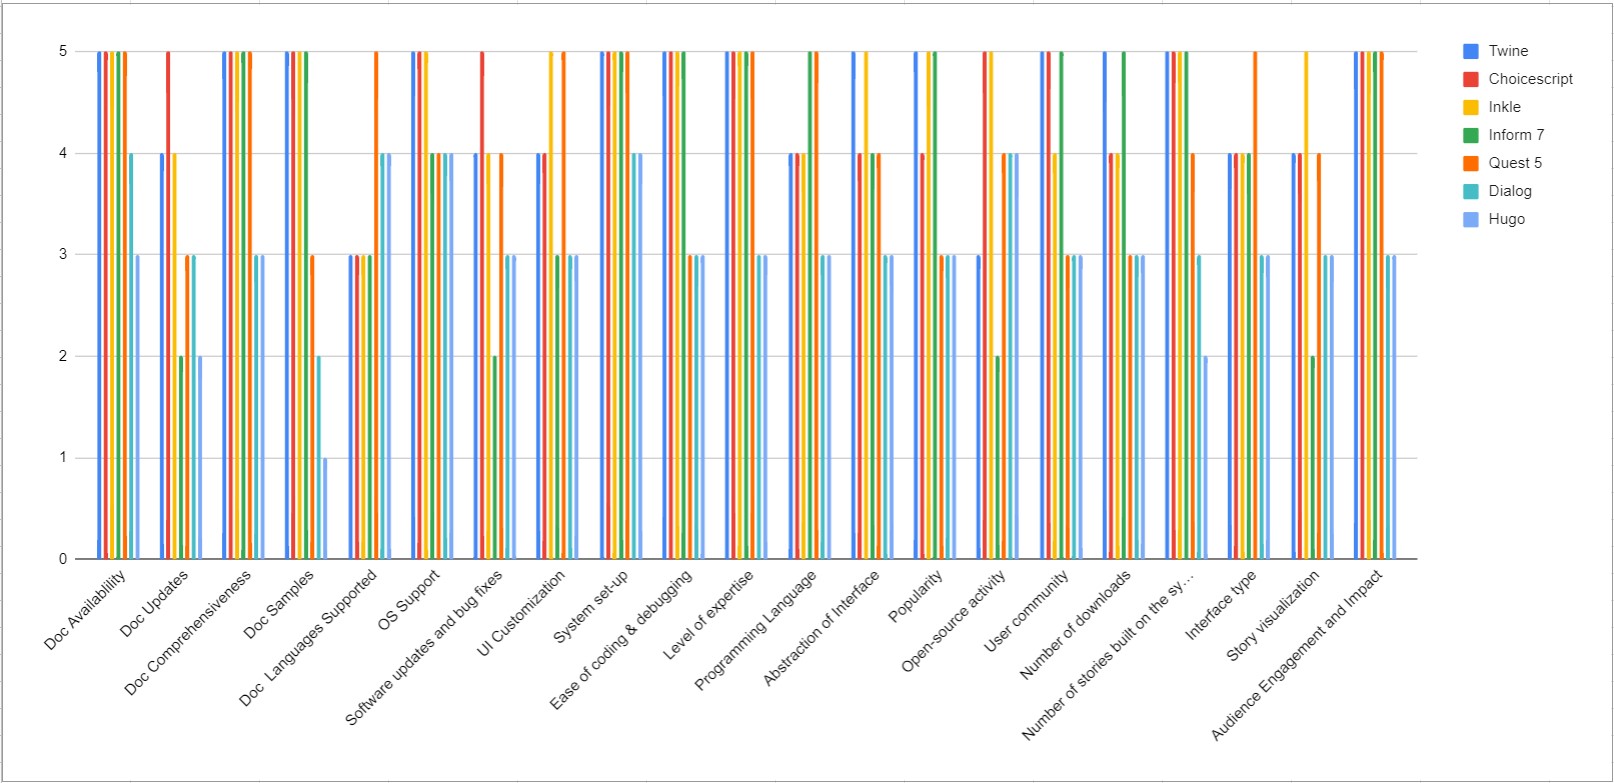 5
4
3
2
1
0
Doc Availablility
Doc Updates
Doc Comprehensiveness
Doc Samples
Doc Languages Supported
OS Support
Software updates and bug fixes
UI Customization
System set-up
Ease of coding & debugging
Level of expertise
Programming Language
Abstraction of Interface
Popularity
Open-source activity
User community
Number of downloads
Number of stories built on the sy...
Interface type
Story visualization
Audience Engagement and Impact
Twine
Choicescript
Inkle
Inform 7
Quest 5
Dialog
Hugo